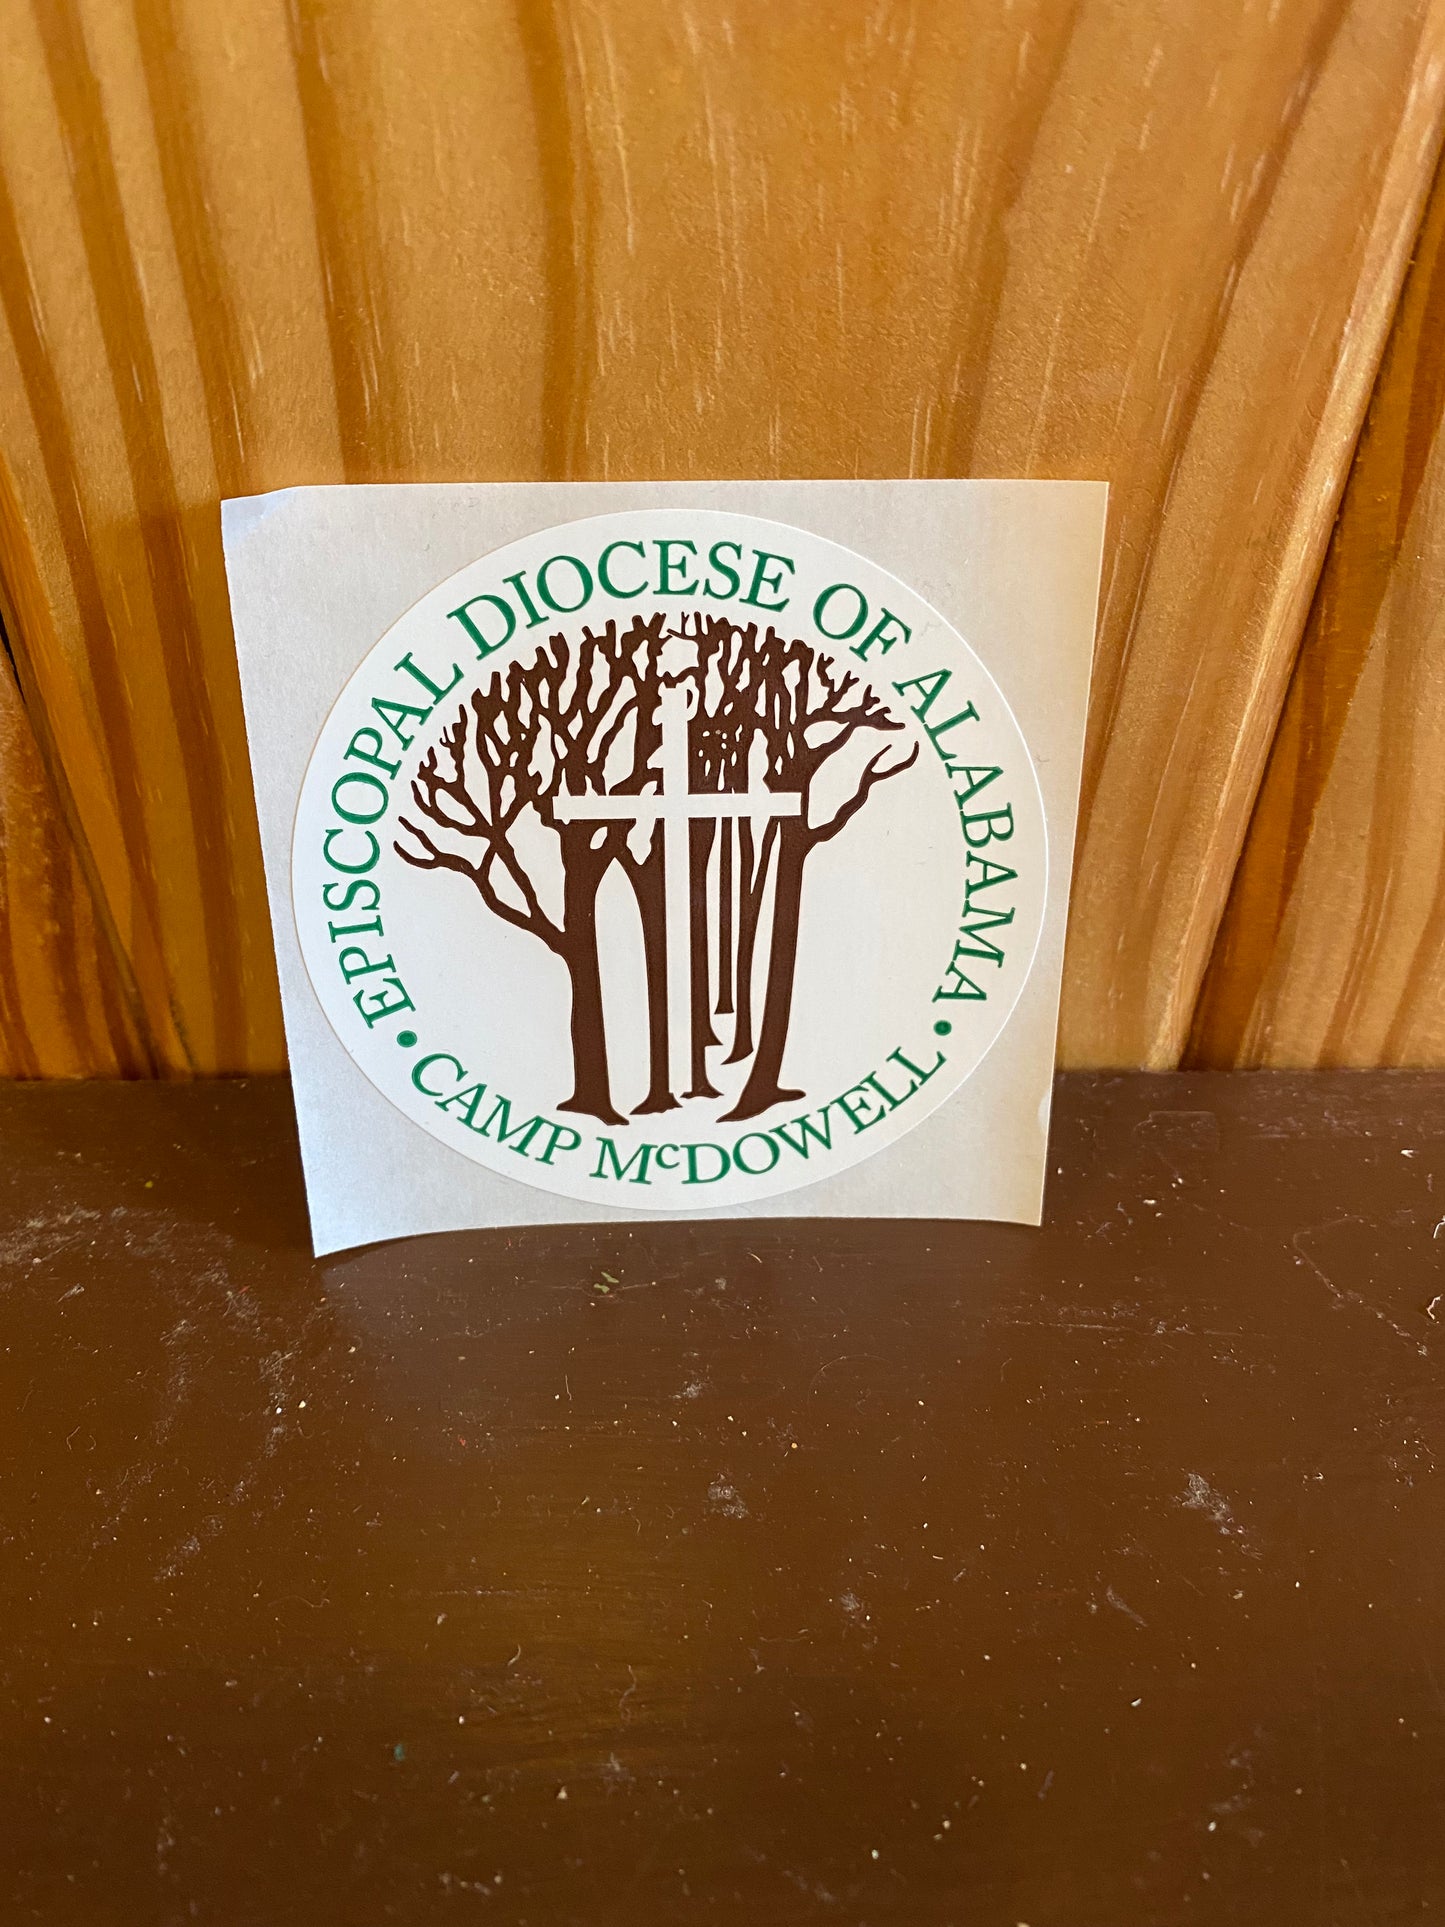 EPISCOPAL DIOCESE OF ALABAMA
• CAMP McDOWELL •